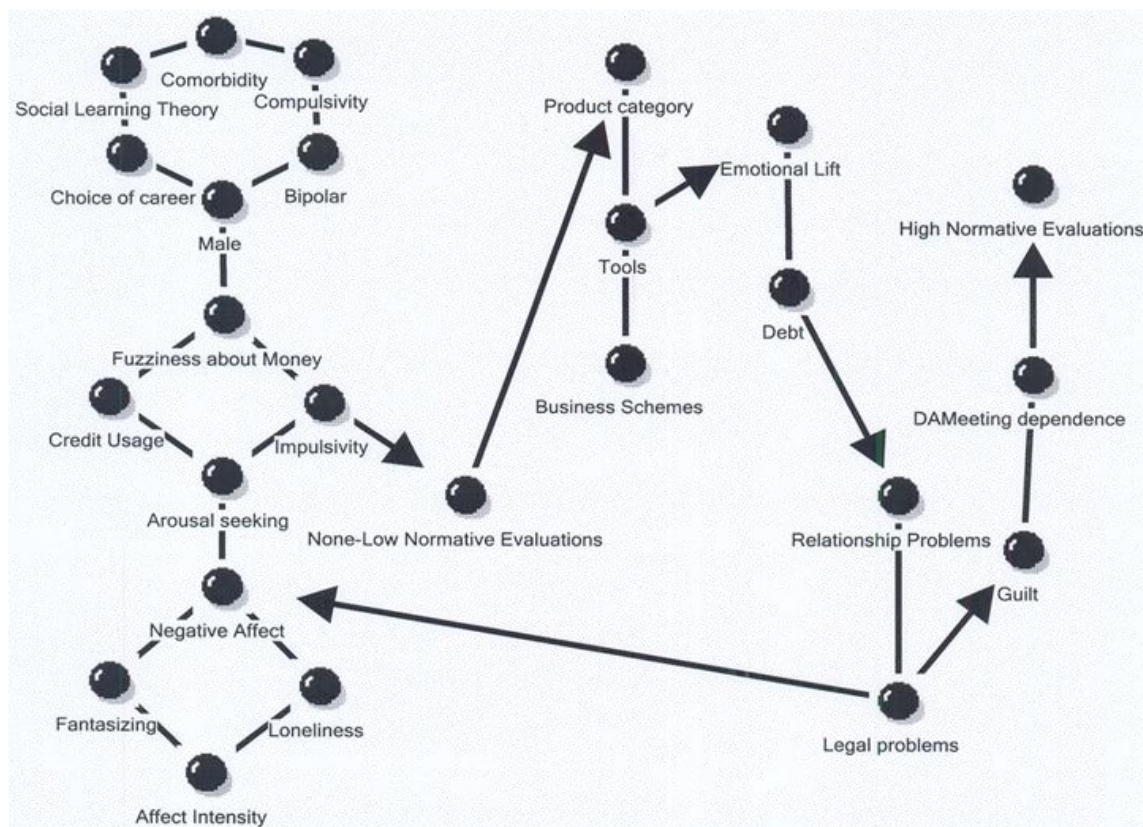 Comorbidity
Social Learning Theory
Compulsivity
Choice of career
Bipolar
Male
Fuzziness about Money
Credit Usage
Impulsivity
Arousal seeking
Negative Affect
Fantasizing
Loneliness
Affect Intensity
None-Low Normative Evaluations
Product category
Tools
Business Schemes
Emotional Lift
Debt
Relationship Problems
Legal problems
High Normative Evaluations
DAMeeting dependence
Guilt